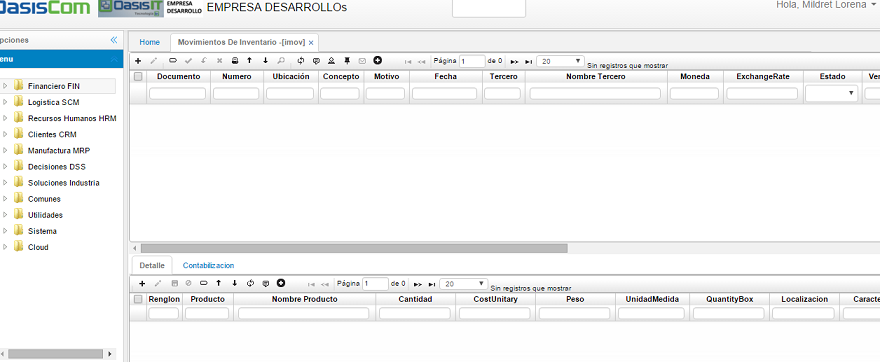 OasisCom OasisIT EMPRESA DESARROLLO EMPRESA DESARROLLOs Hola, Mildret Lorena
pciones
enu
Financiero FIN
Logistica SCM
Recursos Humanos HRM
Clientes CRM
Manufactura MRP
Decisiones DSS
Soluciones Industria
Comunes
Utilidades
Sistema
Cloud
Home Movimientos De Inventario -[imov] x
Página 1 de 0 20 Sin registros que mostrar
Documento Numero Ubicación Concepto Motivo Fecha Tercero Nombre Tercero Moneda ExchangeRate Estado Ver
Detalle Contabilizacion
Página 1 de 0 20 Sin registros que mostrar
Renglon Producto Nombre Producto Cantidad CostUnitary Peso UnidadMedida QuantityBox Localizacion Caracte